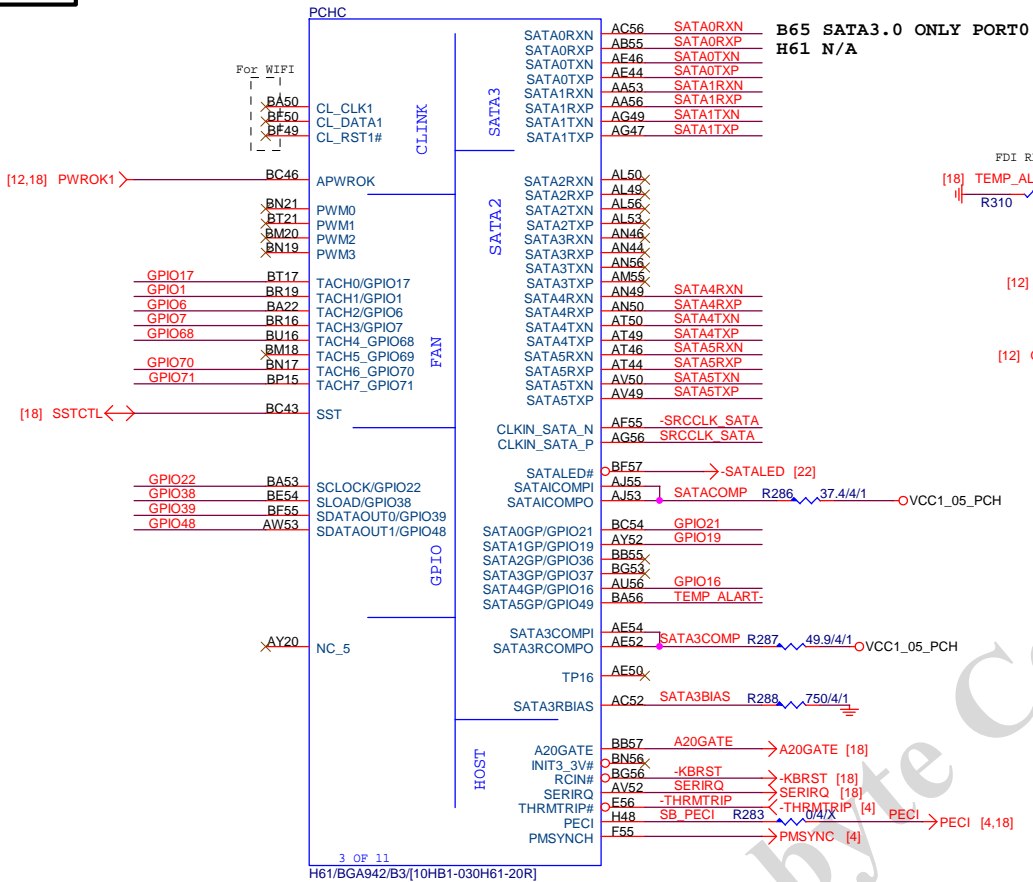 PCHC
B65 SATA3.0 ONLY PORT0
H61 N/A
For WIFI
BA50 CL_CLK1
BF50 CL_DATA1
BF49 CL_RST1#
CLINK
[12,18] PWROK1 BC46 APWROK
BN21 PWM0
BT21 PWM1
BM20 PWM2
BN19 PWM3
GPIO17 BT17 TACH0/GPIO17
GPIO1 BR19 TACH1/GPIO1
GPIO6 BA22 TACH2/GPIO6
GPIO7 BR16 TACH3/GPIO7
GPIO68 BU16 TACH4_GPIO68
BM18 TACH5_GPIO69
GPIO70 BN17 TACH6_GPIO70
GPIO71 BP15 TACH7_GPIO71
FAN
[18] SSTCTL BC43 SST
GPIO22 BA53 SCLOCK/GPIO22
GPIO38 BE54 SLOAD/GPIO38
GPIO39 BF55 SDATAOUT0/GPIO39
GPIO48 AW53 SDATAOUT1/GPIO48
GPIO
AY20 NC_5
SATA3
SATA0RXN AC56 SATA0RXN
SATA0RXP AB55 SATA0RXP
SATA0TXN AE46 SATA0TXN
SATA0TXP AE44 SATA0TXP
SATA1RXN AA53 SATA1RXN
SATA1RXP AA56 SATA1RXP
SATA1TXN AG49 SATA1TXN
SATA1TXP AG47 SATA1TXP
SATA2
SATA2RXN AL50
SATA2RXP AL49
SATA2TXN AL56
SATA2TXP AL53
SATA3RXN AN46
SATA3RXP AN44
SATA3TXN AN56
SATA3TXP AM55
SATA4RXN AN49 SATA4RXN
SATA4RXP AN50 SATA4RXP
SATA4TXN AT50 SATA4TXN
SATA4TXP AT49 SATA4TXP
SATA5RXN AT46 SATA5RXN
SATA5RXP AT44 SATA5RXP
SATA5TXN AV50 SATA5TXN
SATA5TXP AV49 SATA5TXP
CLKIN_SATA_N AF55 -SRCCLK_SATA
CLKIN_SATA_P AG56 SRCCLK_SATA
SATALED# BF57 -SATALED [22]
SATAICOMPI AJ55
SATAICOMPO AJ53 SATACOMP R286 37.4/4/1 VCC1_05_PCH
SATA0GP/GPIO21 BC54 GPIO21
SATA1GP/GPIO19 AY52 GPIO19
SATA2GP/GPIO36 BB55
SATA3GP/GPIO37 BG53
SATA4GP/GPIO16 AU56 GPIO16
SATA5GP/GPIO49 BA56 TEMP_ALART-
SATA3COMPI AE54
SATA3RCOMPO AE52 SATA3COMP R287 49.9/4/1 VCC1_05_PCH
TP16 AE50
SATA3RBIAS AC52 SATA3BIAS R288 750/4/1
HOST
A20GATE BB57 A20GATE A20GATE [18]
INIT3_3V# BN56
RCIN# BG56 -KBRST -KBRST [18]
SERIRQ AV52 SERIRQ SERIRQ [18]
THRMTRIP# E56 -THRMTRIP -THRMTRIP [4]
PECI H48 SB_PECI R283 0/4/X PECI PECI [4,18]
PMSYNCH F55 PMSYNC [4]
3 OF 11
H61/BGA942/B3/[10HB1-030H61-20R]
FDI R
[18] TEMP_AL
R310
[12]
[12]
byte C